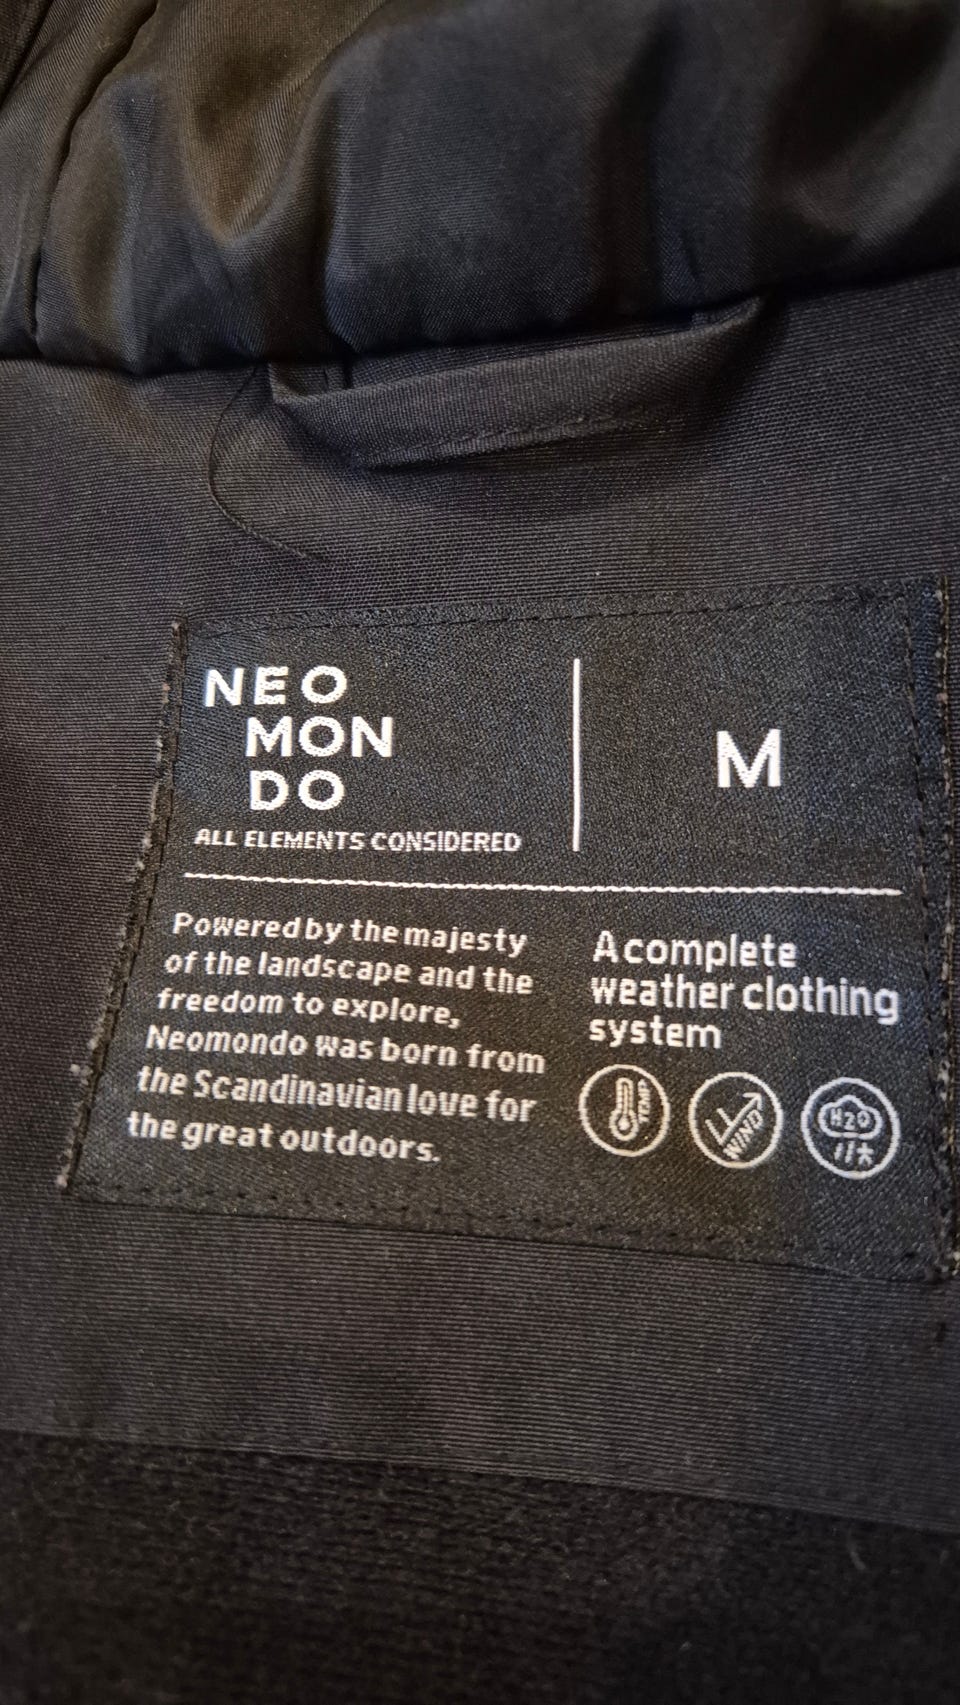 NEO
MON
DO
ALL ELEMENTS CONSIDERED
M
Powered by the majesty
of the landscape and the
freedom to explore,
Neomondo was born from
the Scandinavian love for
the great outdoors.
A complete
weather clothing
system
TEMP
WIND
H2O